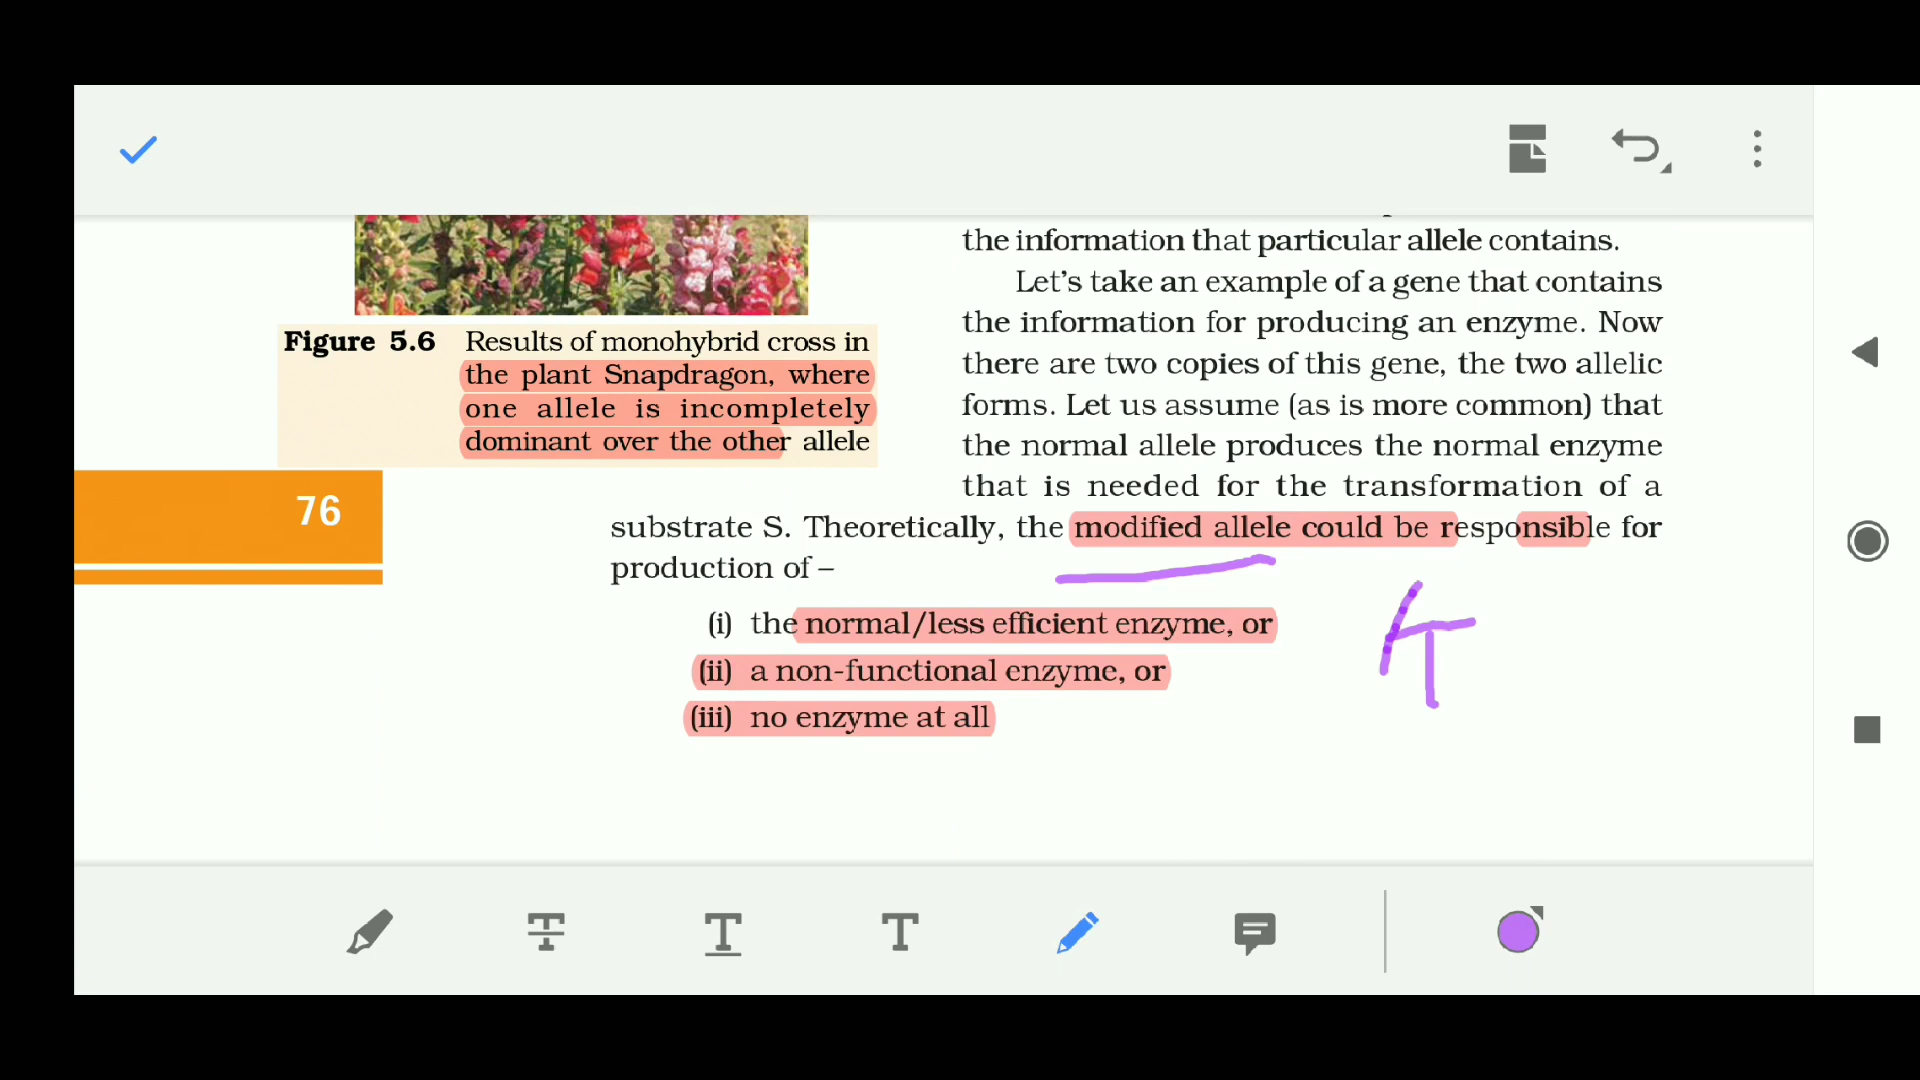 the information that particular allele contains.
Let's take an example of a gene that contains
the information for producing an enzyme. Now
there are two copies of this gene, the two allelic
forms. Let us assume (as is more common) that
the normal allele produces the normal enzyme
that is needed for the transformation of a
substrate S. Theoretically, the modified allele could be responsible for
production of –
(i) the normal/less efficient enzyme, or
(ii) a non-functional enzyme, or
(iii) no enzyme at all
Figure 5.6 Results of monohybrid cross in
the plant Snapdragon, where
one allele is incompletely
dominant over the other allele
76